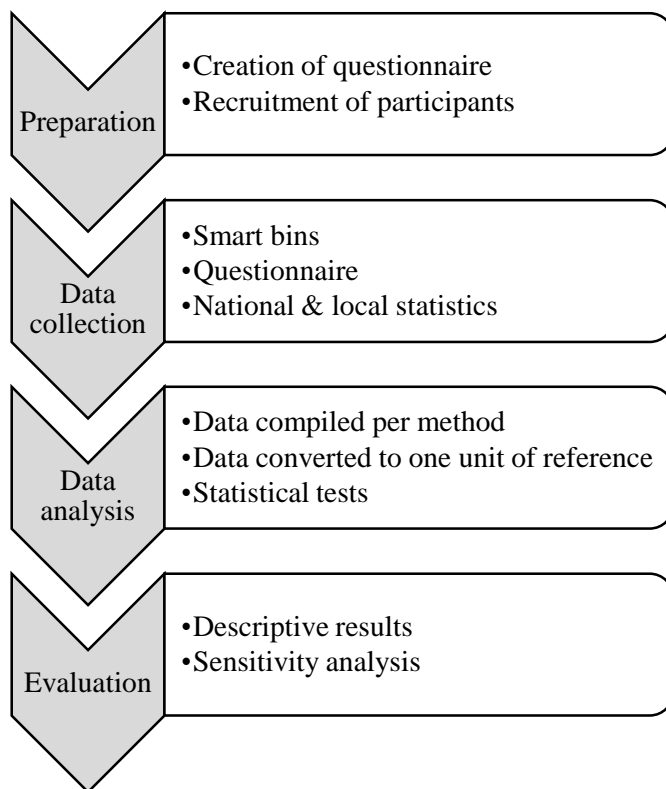 Preparation
•Creation of questionnaire
•Recruitment of participants
Data
collection
•Smart bins
•Questionnaire
•National & local statistics
Data
analysis
•Data compiled per method
•Data converted to one unit of reference
•Statistical tests
Evaluation
•Descriptive results
•Sensitivity analysis